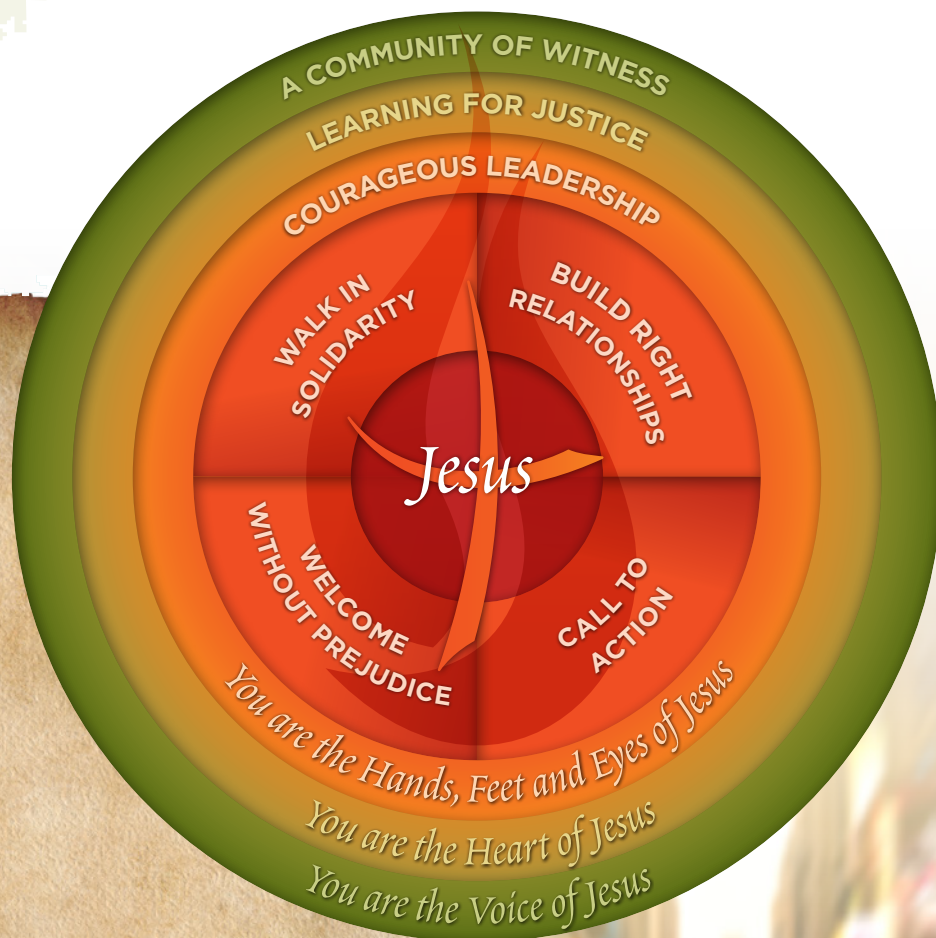 A COMMUNITY OF WITNESS
LEARNING FOR JUSTICE
COURAGEOUS LEADERSHIP
WALK IN
SOLIDARITY
BUILD RIGHT
RELATIONSHIPS
Jesus
WELCOME
WITHOUT PREJUDICE
CALL TO
ACTION
You are the Hands, Feet and Eyes of Jesus
You are the Heart of Jesus
You are the Voice of Jesus